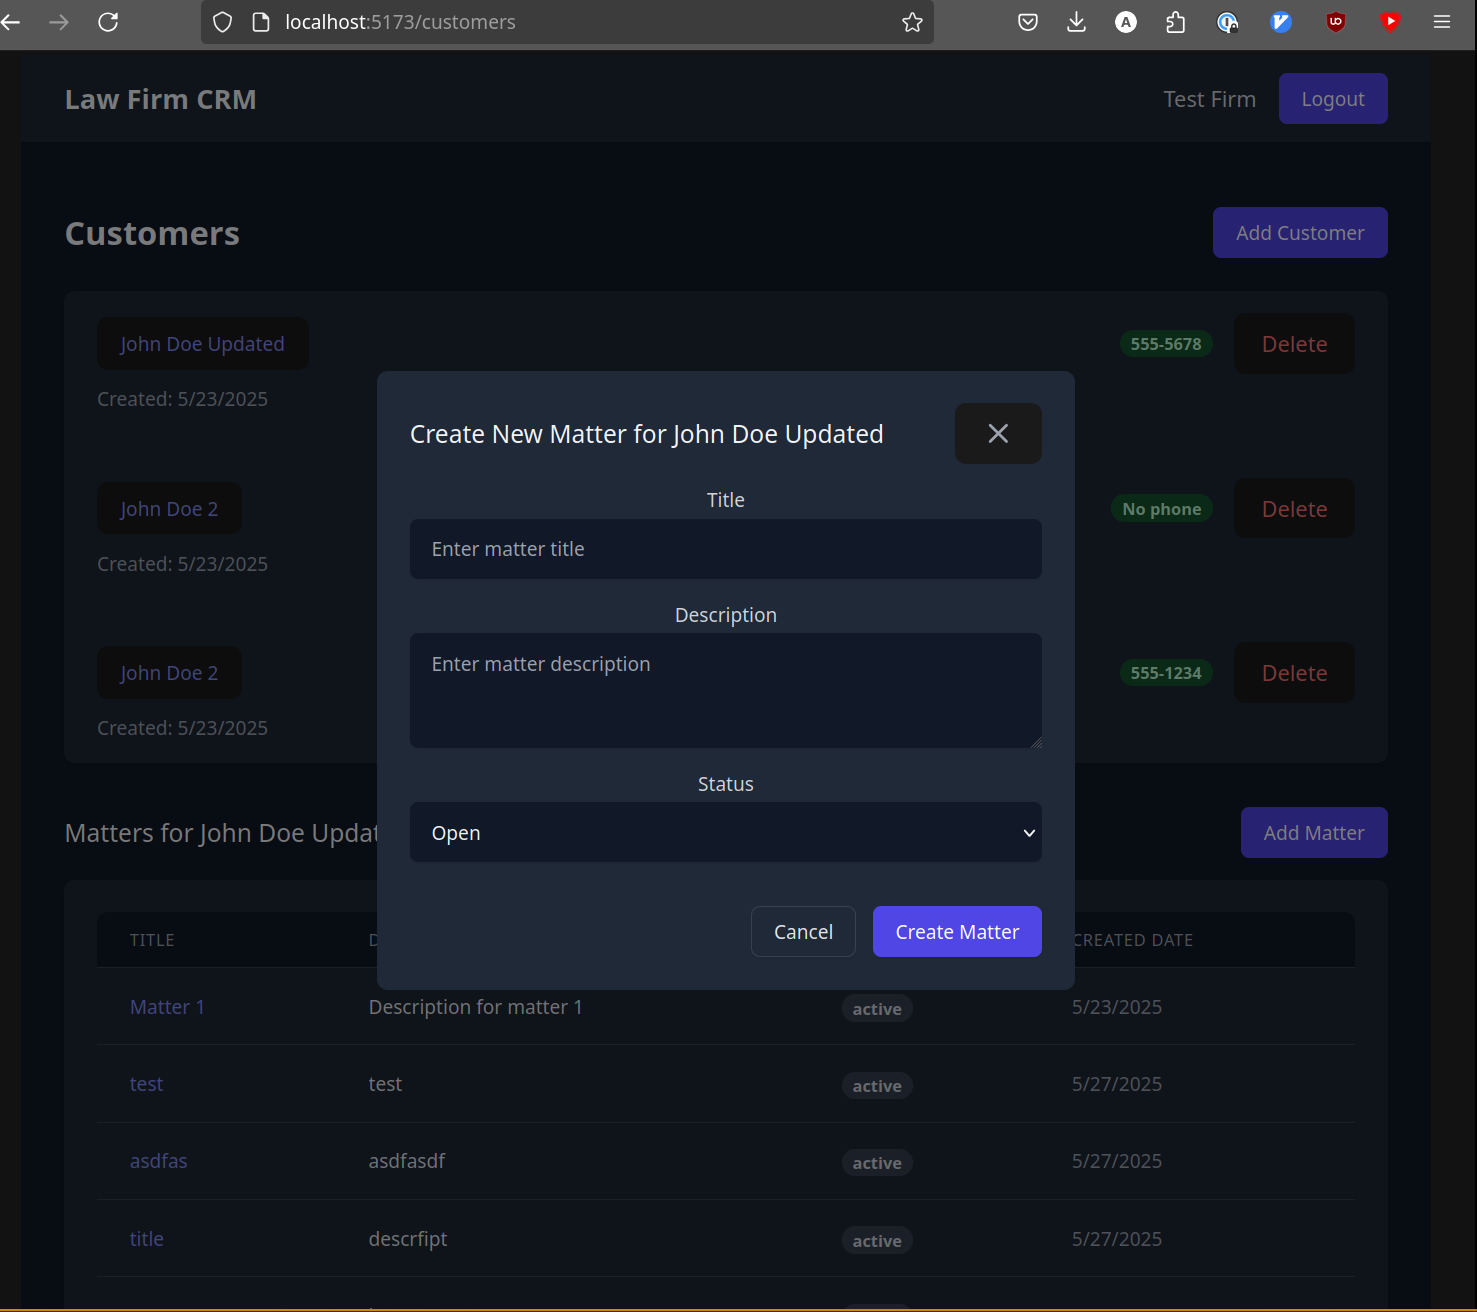 localhost:5173/customers
Law Firm CRM
Test Firm
Logout
Customers
Add Customer
John Doe Updated
555-5678
Delete
Created: 5/23/2025
John Doe 2
No phone
Delete
Created: 5/23/2025
John Doe 2
555-1234
Delete
Created: 5/23/2025
Create New Matter for John Doe Updated
Title
Enter matter title
Description
Enter matter description
Status
Open
Cancel
Create Matter
Matters for John Doe Updat
Add Matter
TITLE
D
CREATED DATE
Matter 1
Description for matter 1
active
5/23/2025
test
test
active
5/27/2025
asdfas
asdfasdf
active
5/27/2025
title
descrfipt
active
5/27/2025